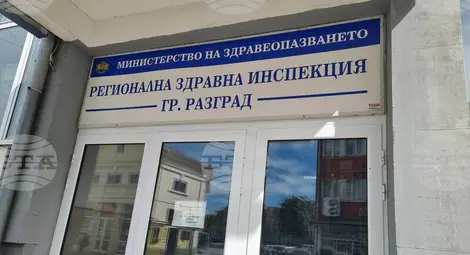 МИНИСТЕРСТВО НА ЗДРАВЕОПАЗВАНЕТО
РЕГИОНАЛНА ЗДРАВНА ИНСПЕКЦИЯ
ГР. РАЗГРАД